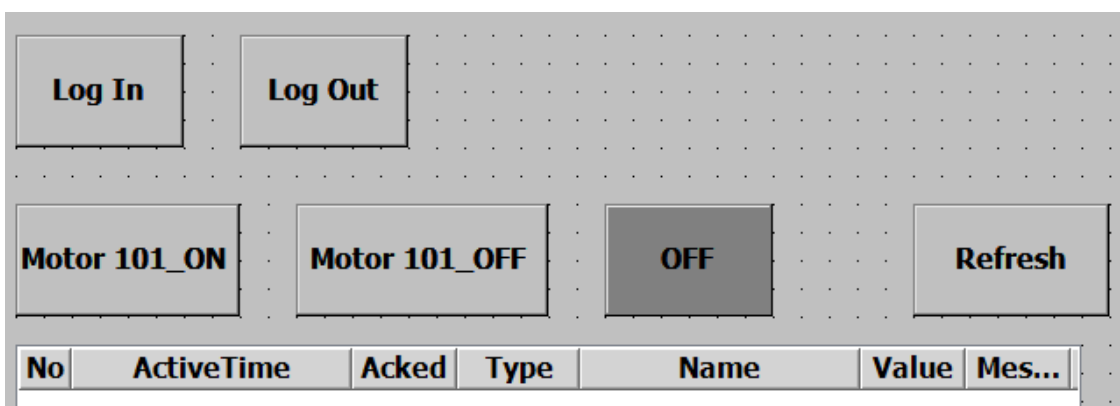 Log In Log Out
Motor 101_ON Motor 101_OFF OFF Refresh
No ActiveTime Acked Type Name Value Mes...